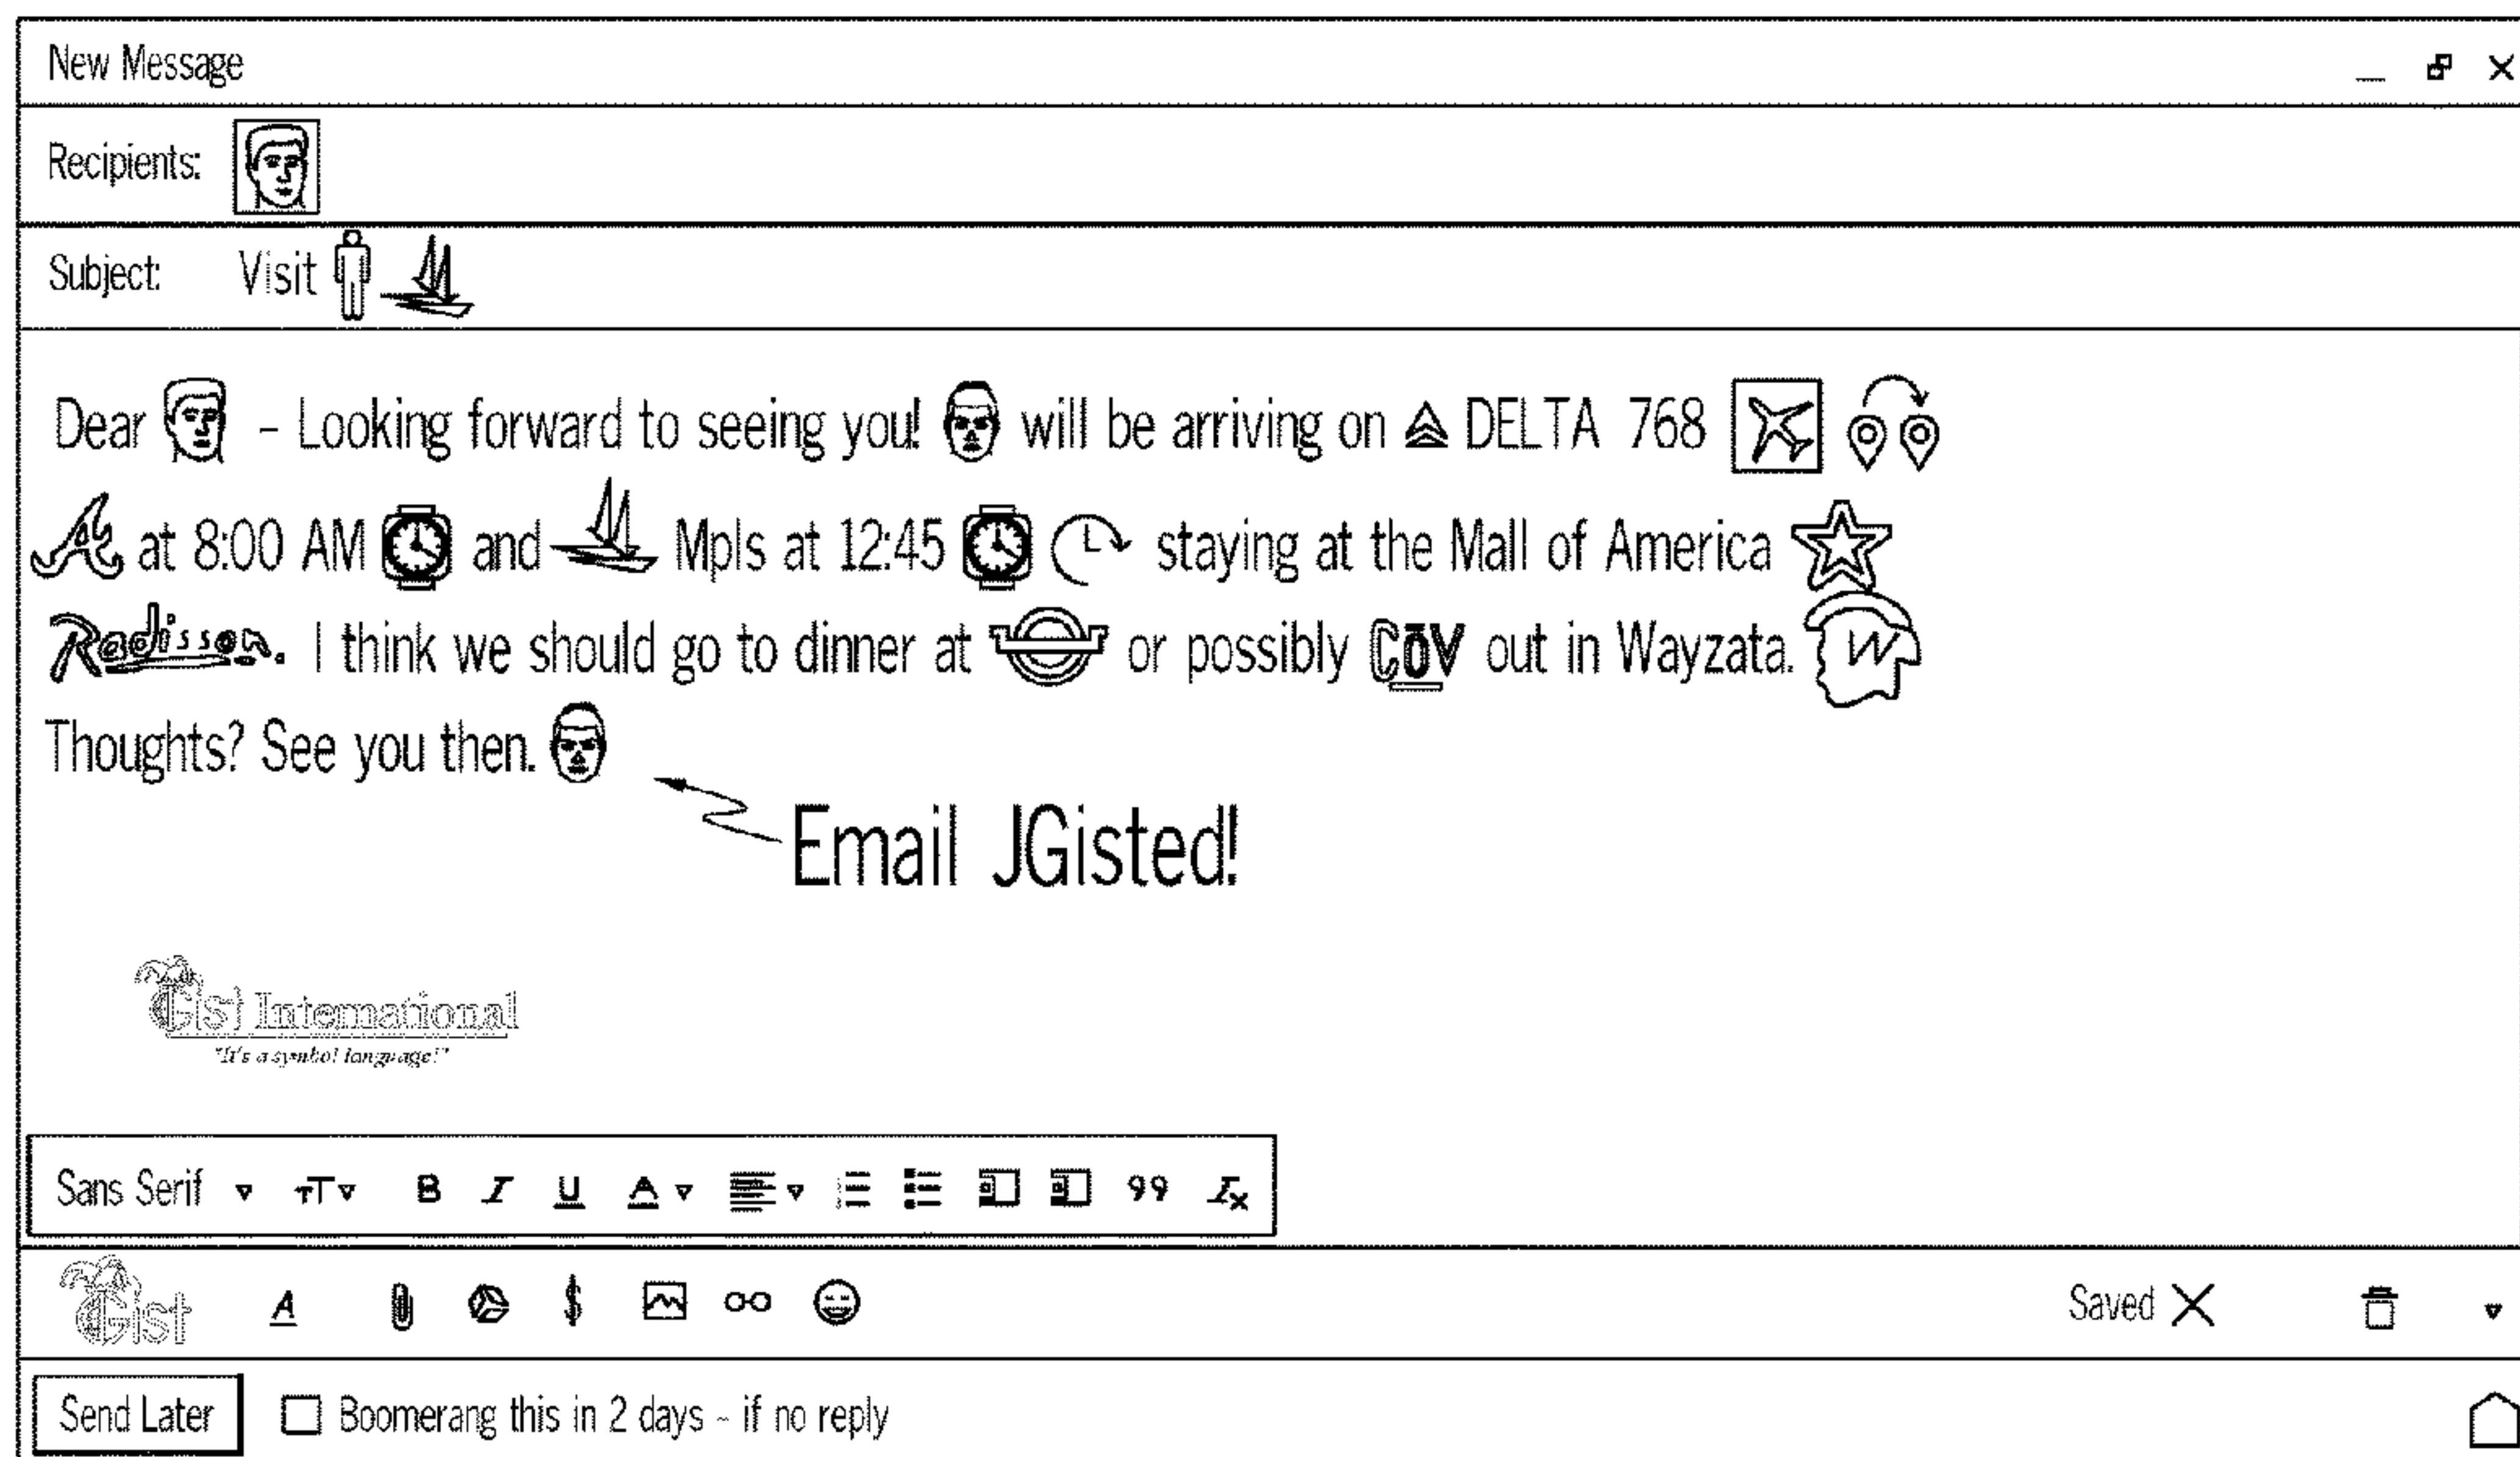 New Message
Recipients:
Subject: Visit
Dear – Looking forward to seeing you! will be arriving on DELTA 768
A at 8:00 AM and Mpls at 12:45 staying at the Mall of America
Radisson. I think we should go to dinner at or possibly CōV out in Wayzata. W
Thoughts? See you then.
Email JGisted!
Gist International
"It's a symbol language!"
Sans Serif T T B I U A 99 Ix
Gist A $ Saved
Send Later Boomerang this in 2 days - if no reply